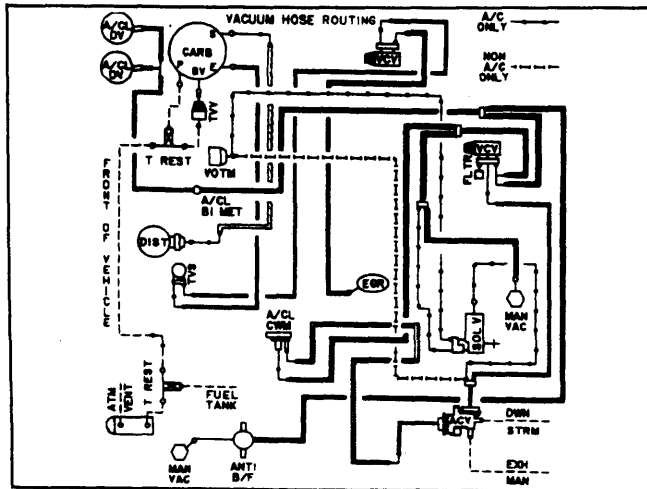 VACUUM HOSE ROUTING
A/C
ONLY
NON
A/C
ONLY
A/CL
DV
A/CL
DV
CARB
S
E
P
BV
TVV
VCV
T REST
VOTM
A/CL
BI MET
FLTR
VCV
FRONT OF VEHICLE
DIST
TVS
EGR
A/CL
CWM
MAN
VAC
SOL V
T REST
ATM
VENT
FUEL
TANK
MAN
VAC
ANTI
B/F
ACV
DWN
STRM
EXH
MAN